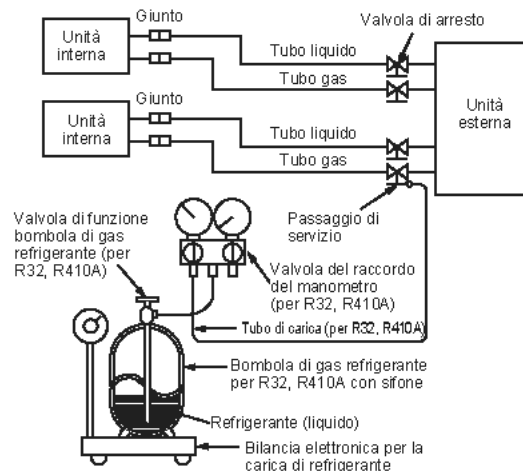 Unità
interna
Giunto
Tubo liquido
Tubo gas
Valvola di arresto
Unità
interna
Giunto
Tubo liquido
Tubo gas
Unità
esterna
Passaggio di
servizio
Valvola di funzione
bombola di gas
refrigerante (per
R32, R410A)
Valvola del raccordo
del manometro
(per R32, R410A)
Tubo di carica (per R32, R410A)
Bombola di gas refrigerante
per R32, R410A con sifone
Refrigerante (liquido)
Bilancia elettronica per la
carica di refrigerante